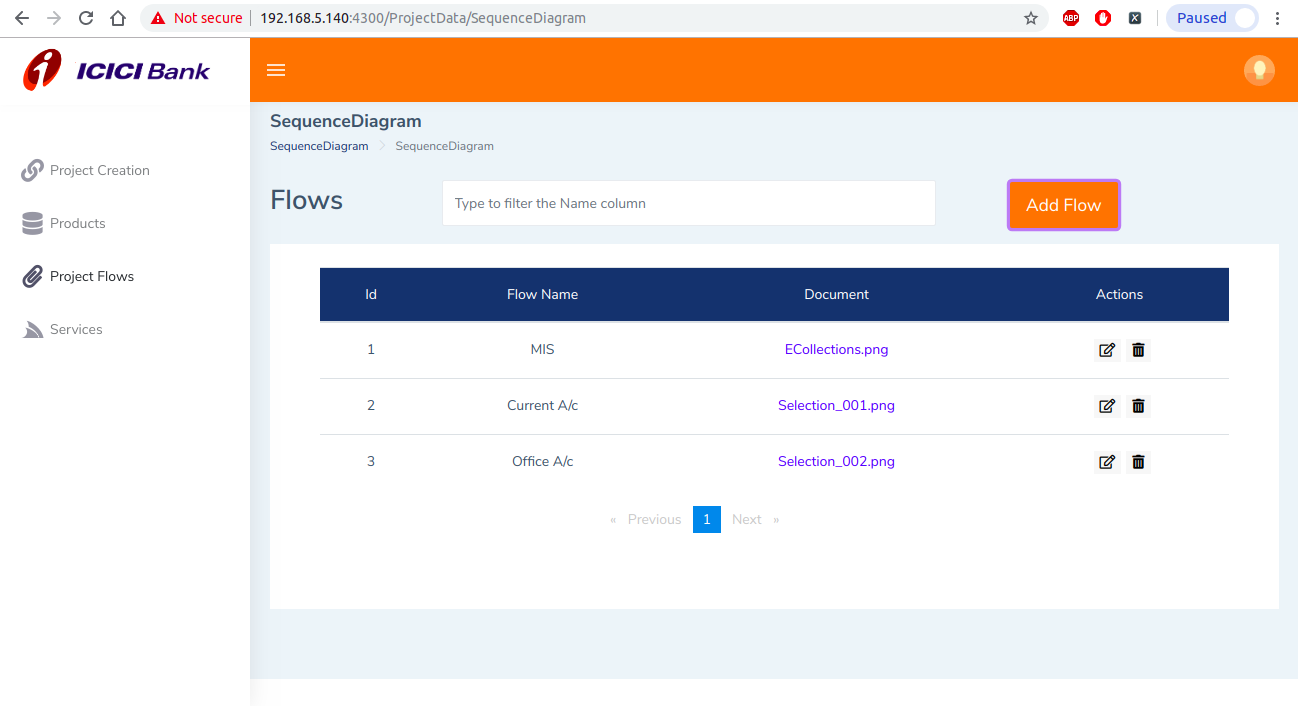 Not secure 192.168.5.140:4300/ProjectData/SequenceDiagram ABP X Paused
ICICI Bank
SequenceDiagram
SequenceDiagram SequenceDiagram
Project Creation
Products
Project Flows
Services
Flows Type to filter the Name column Add Flow
Id Flow Name Document Actions
1 MIS ECollections.png
2 Current A/c Selection_001.png
3 Office A/c Selection_002.png
« Previous 1 Next »